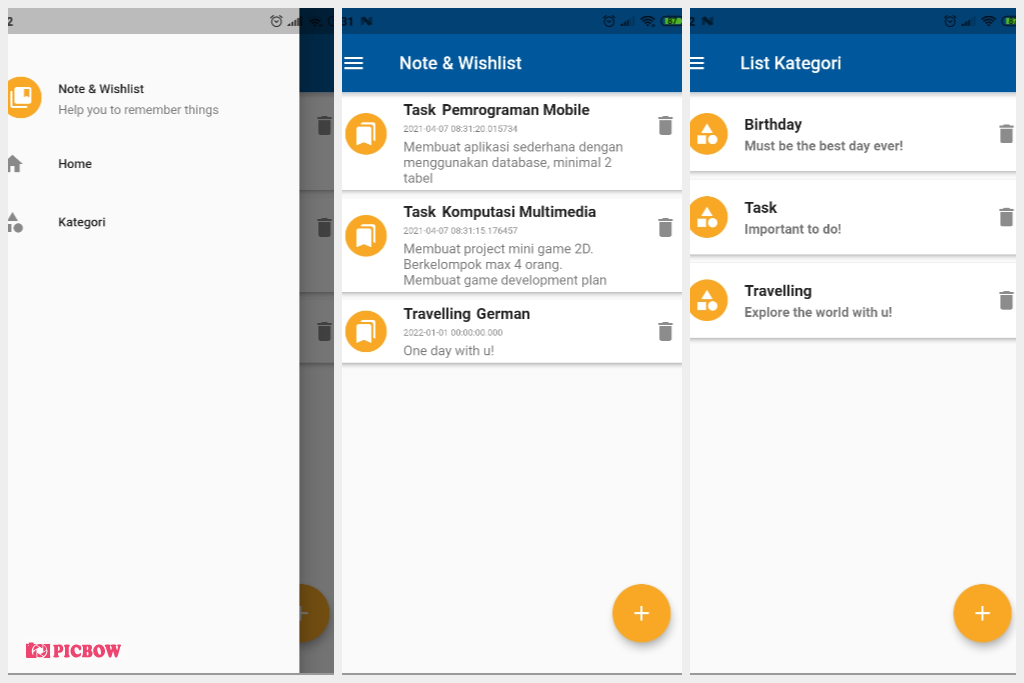 2
Note & Wishlist
Help you to remember things
Home
Kategori
PICBOW
31
87
Note & Wishlist
Task Pemrograman Mobile
2021-04-07 08:31:20.015734
Membuat aplikasi sederhana dengan
menggunakan database, minimal 2
tabel
Task Komputasi Multimedia
2021-04-07 08:31:15.176457
Membuat project mini game 2D.
Berkelompok max 4 orang.
Membuat game development plan
Travelling German
2022-01-01 00:00:00.000
One day with u!
2
List Kategori
Birthday
Must be the best day ever!
Task
Important to do!
Travelling
Explore the world with u!